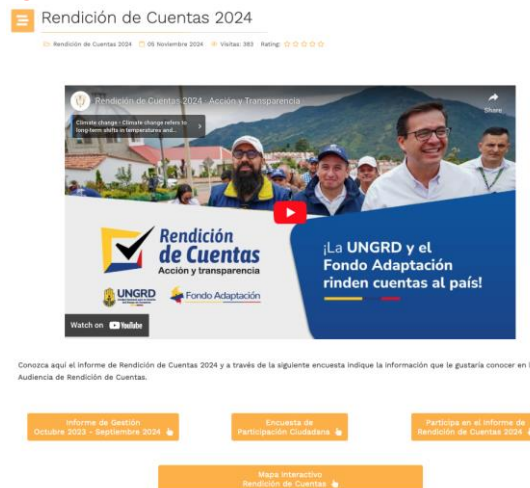 Rendición de Cuentas 2024
Rendición de Cuentas 2024 05 Noviembre 2024 Visitas: 383 Rating:
Rendición de Cuentas 2024 - Acción y Transparencia
Share
Climate change - Climate change refers to
long-term shifts in temperatures and...
Rendición
de Cuentas
Acción y transparencia
UNGRD
Fondo Adaptación
¡La UNGRD y el
Fondo Adaptación
rinden cuentas al país!
Watch on YouTube
Conozca aquí el informe de Rendición de Cuentas 2024 y a través de la siguiente encuesta indique la información que le gustaría conocer en
Audiencia de Rendición de Cuentas.
Informe de Gestión
Octubre 2023 - Septiembre 2024
Encuesta de
Participación Ciudadana
Participa en el Informe de
Rendición de Cuentas 2024
Mapa Interactivo
Rendición de Cuentas